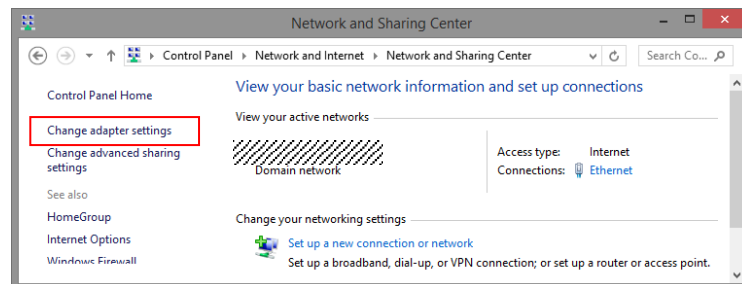 Network and Sharing Center
Control Panel Network and Internet Network and Sharing Center
Search Co...
Control Panel Home
Change adapter settings
Change advanced sharing
settings
See also
HomeGroup
Internet Options
Windows Firewall
View your basic network information and set up connections
View your active networks
Domain network
Access type: Internet
Connections: Ethernet
Change your networking settings
Set up a new connection or network
Set up a broadband, dial-up, or VPN connection; or set up a router or access point.